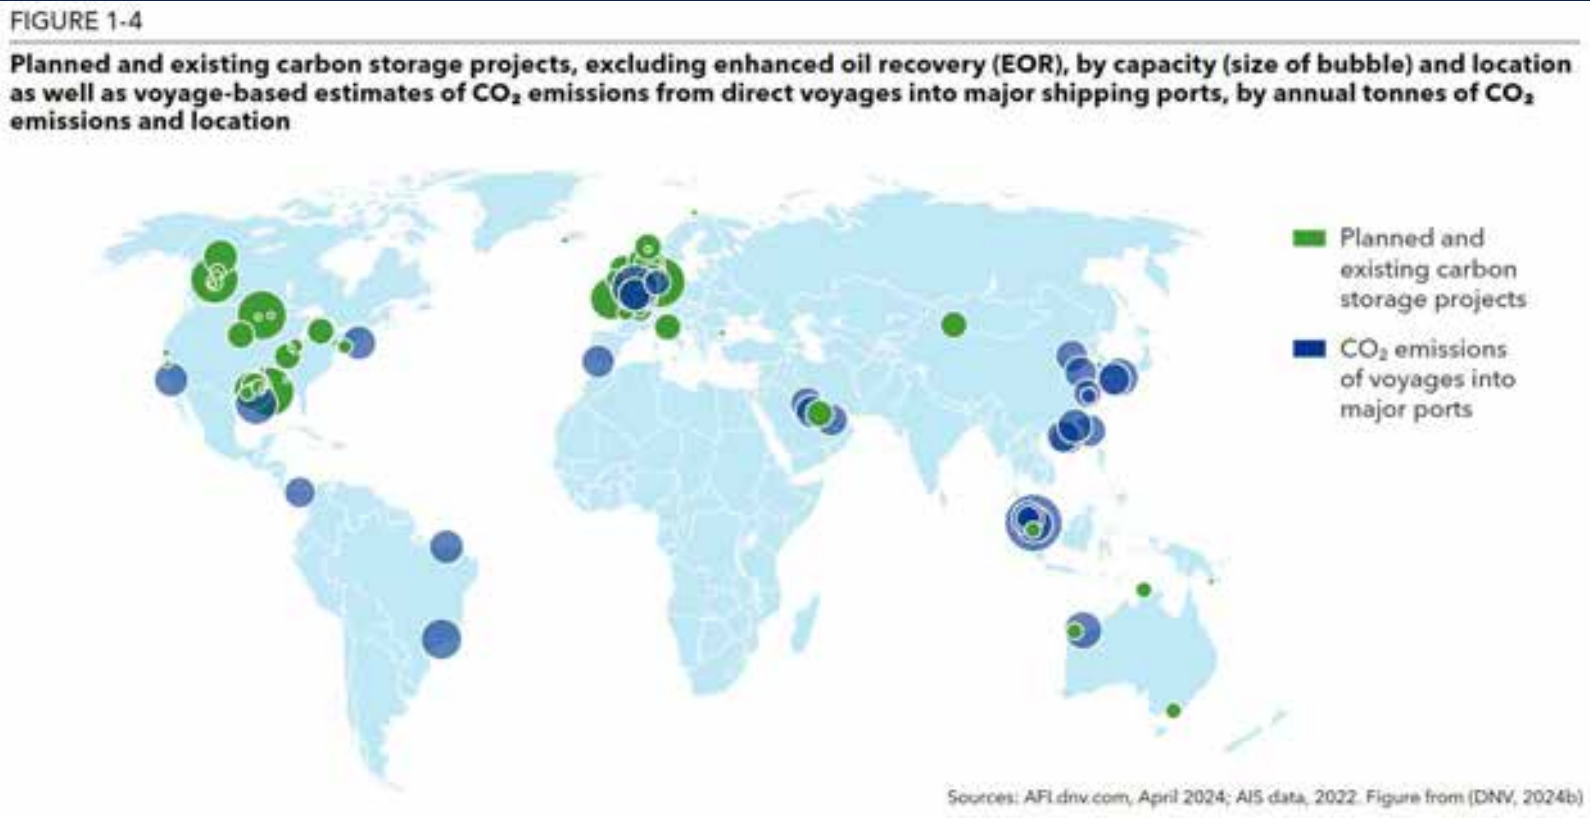 FIGURE 1-4
Planned and existing carbon storage projects, excluding enhanced oil recovery (EOR), by capacity (size of bubble) and location
as well as voyage-based estimates of CO₂ emissions from direct voyages into major shipping ports, by annual tonnes of CO₂
emissions and location
Planned and
existing carbon
storage projects
CO₂ emissions
of voyages into
major ports
Sources: AFI.dnv.com, April 2024; AIS data, 2022. Figure from (DNV, 2024b)